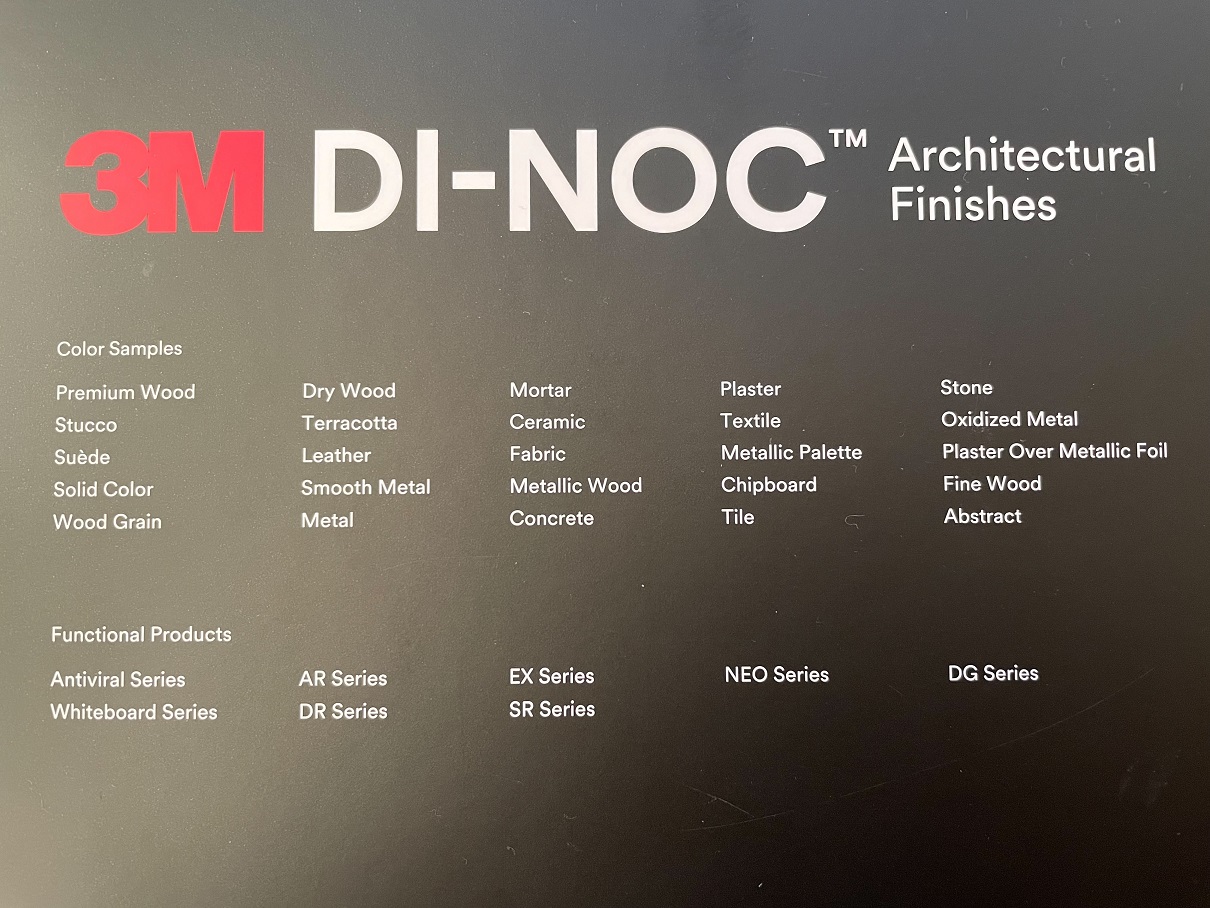 3M DI-NOC™ Architectural
Finishes
Color Samples
Premium Wood Dry Wood Mortar Plaster Stone
Stucco Terracotta Ceramic Textile Oxidized Metal
Suède Leather Fabric Metallic Palette Plaster Over Metallic Foil
Solid Color Smooth Metal Metallic Wood Chipboard Fine Wood
Wood Grain Metal Concrete Tile Abstract
Functional Products
Antiviral Series AR Series EX Series NEO Series DG Series
Whiteboard Series DR Series SR Series